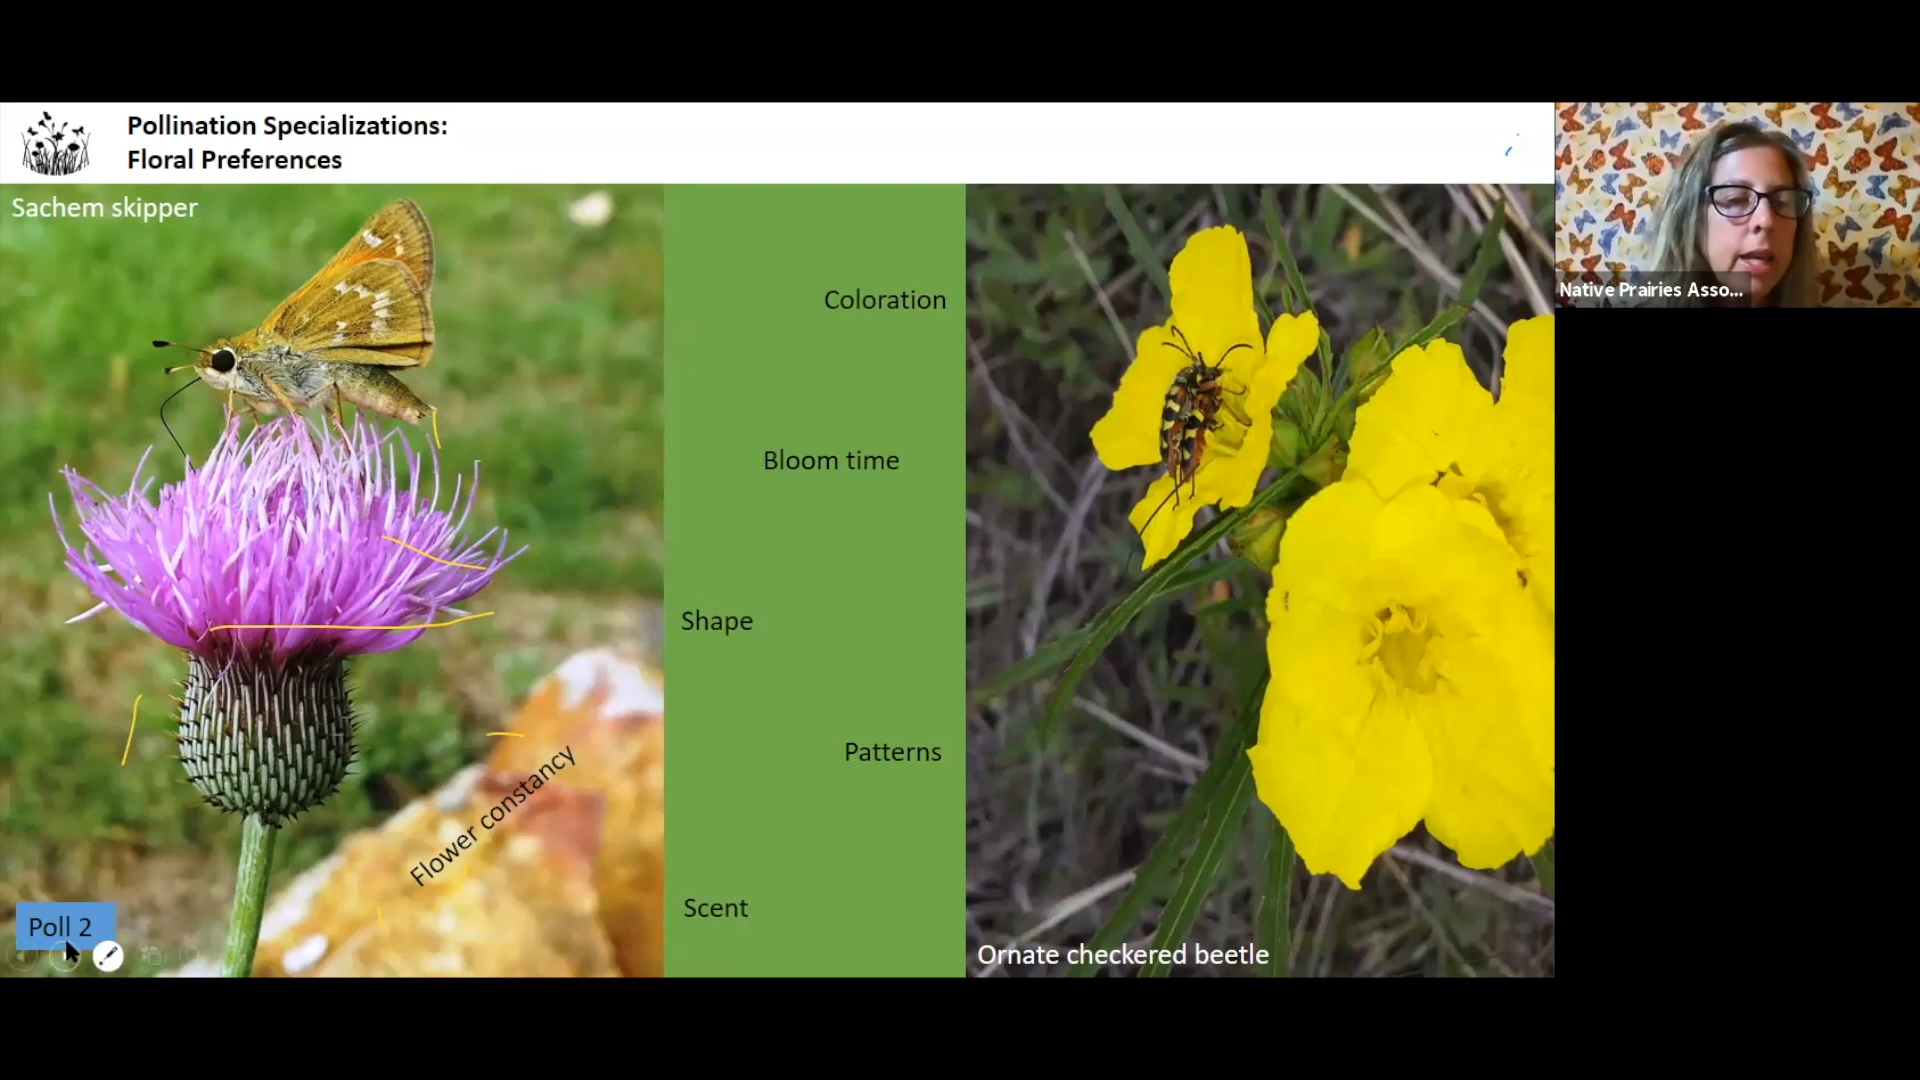 Pollination Specializations:
Floral Preferences
Sachem skipper
Coloration
Bloom time
Shape
Patterns
Scent
Flower constancy
Poll 2
Ornate checkered beetle
Native Prairies Asso...